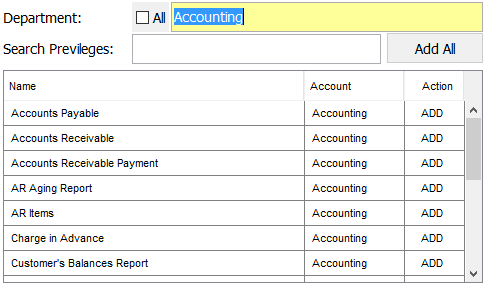 Department: All Accounting
Search Previleges: Add All
Name Account Action
Accounts Payable Accounting ADD
Accounts Receivable Accounting ADD
Accounts Receivable Payment Accounting ADD
AR Aging Report Accounting ADD
AR Items Accounting ADD
Charge in Advance Accounting ADD
Customer's Balances Report Accounting ADD